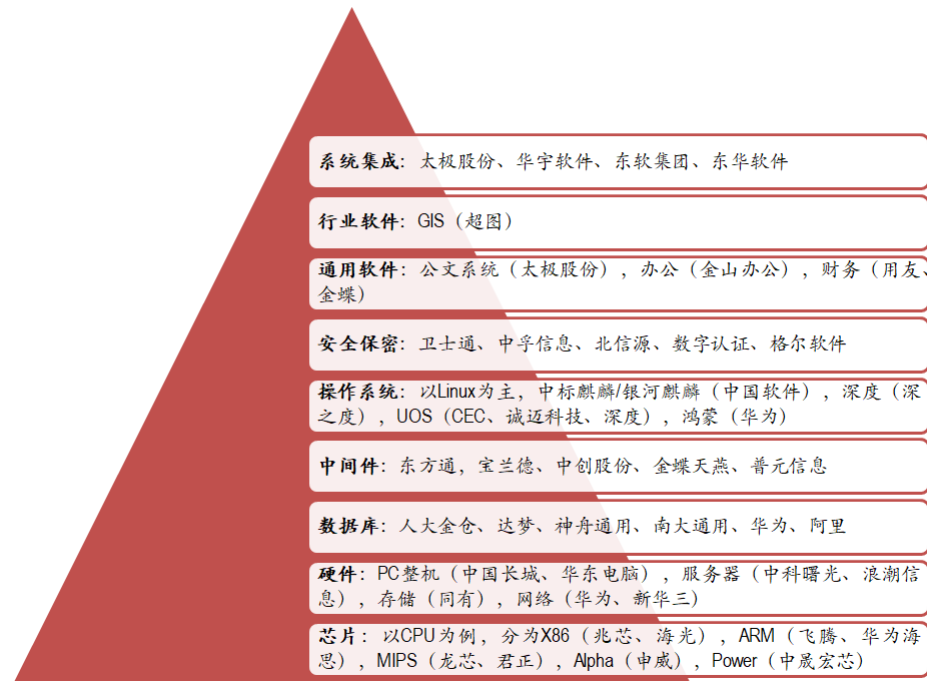 系统集成：太极股份、华宇软件、东软集团、东华软件
行业软件：GIS（超图）
通用软件：公文系统（太极股份），办公（金山办公），财务（用友、
金蝶）
安全保密：卫士通、中孚信息、北信源、数字认证、格尔软件
操作系统：以Linux为主，中标麒麟/银河麒麟（中国软件），深度（深
之度），UOS（CEC、诚迈科技、深度），鸿蒙（华为）
中间件：东方通，宝兰德、中创股份、金蝶天燕、普元信息
数据库：人大金仓、达梦、神舟通用、南大通用、华为、阿里
硬件：PC整机（中国长城、华东电脑），服务器（中科曙光、浪潮信
息），存储（同有），网络（华为、新华三）
芯片：以CPU为例，分为X86（兆芯、海光），ARM（飞腾、华为海
思），MIPS（龙芯、君正），Alpha（申威），Power（中晟宏芯）